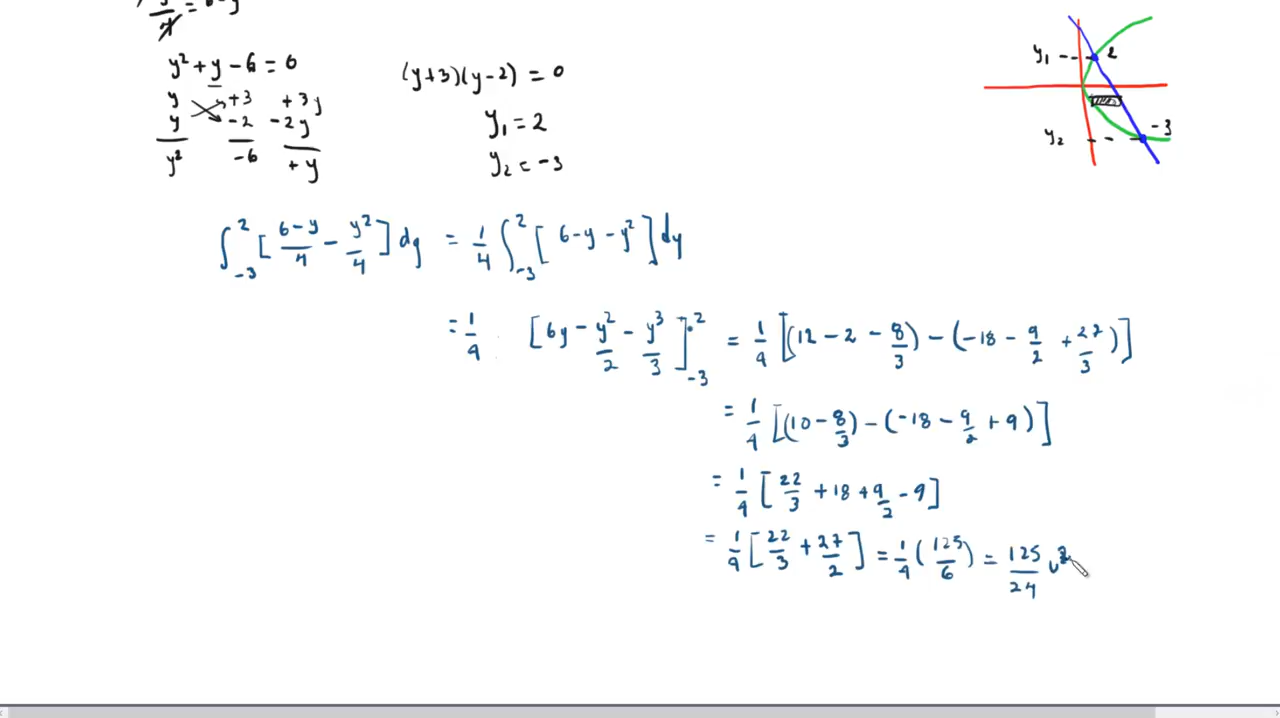 y² + y - 6 = 0
(y+3)(y-2) = 0
y +3 +3y
y -2 -2y
y² -6 +y
y₁ = 2
y₂ = -3
y₁ 2
y₂ -3
∫₋₃² [6-y/4 - y²/4] dy = 1/4 ∫₋₃² [6-y-y²] dy
= 1/4 [6y - y²/2 - y³/3]₋₃² = 1/4 [(12 - 2 - 8/3) - (-18 - 9/2 + 27/3)]
= 1/4 [(10 - 8/3) - (-18 - 9/2 + 9)]
= 1/4 [22/3 + 18 + 9/2 - 9]
= 1/4 [22/3 + 27/2] = 1/4 (125/6) = 125/24 u²